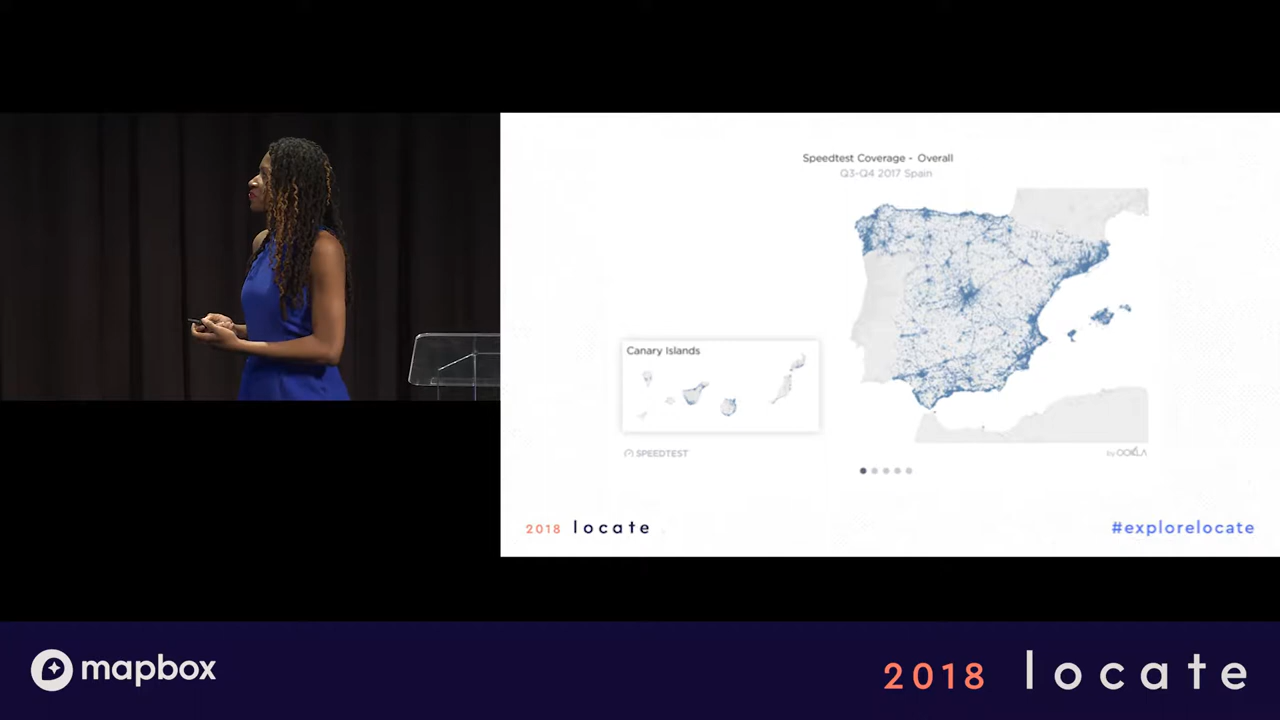 Speedtest Coverage - Overall
Q3-Q4 2017 Spain
Canary Islands
SPEEDTEST
by OOKLA
2018 locate
#explorelocate
mapbox
2018 locate